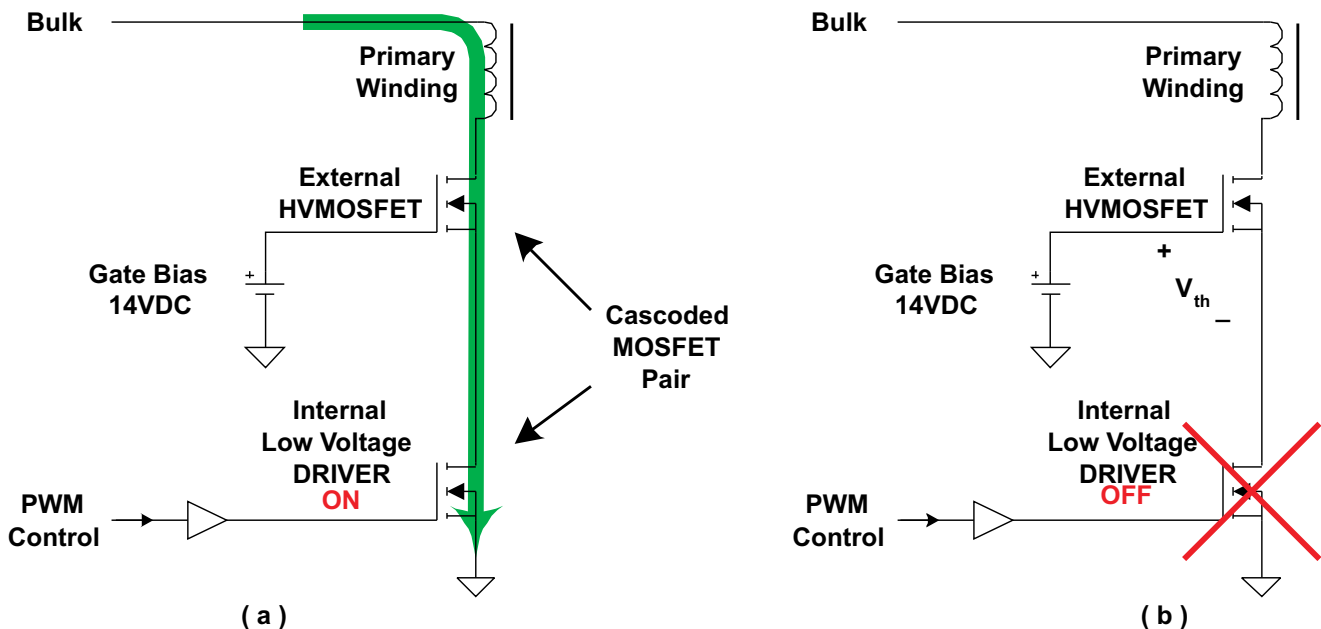 Bulk
Primary
Winding
External
HVMOSFET
+
Gate Bias
14VDC
Cascoded
MOSFET
Pair
Internal
Low Voltage
DRIVER
ON
PWM
Control
( a )
Bulk
Primary
Winding
External
HVMOSFET
+
Gate Bias
14VDC
+
Vth
–
Internal
Low Voltage
DRIVER
OFF
PWM
Control
( b )